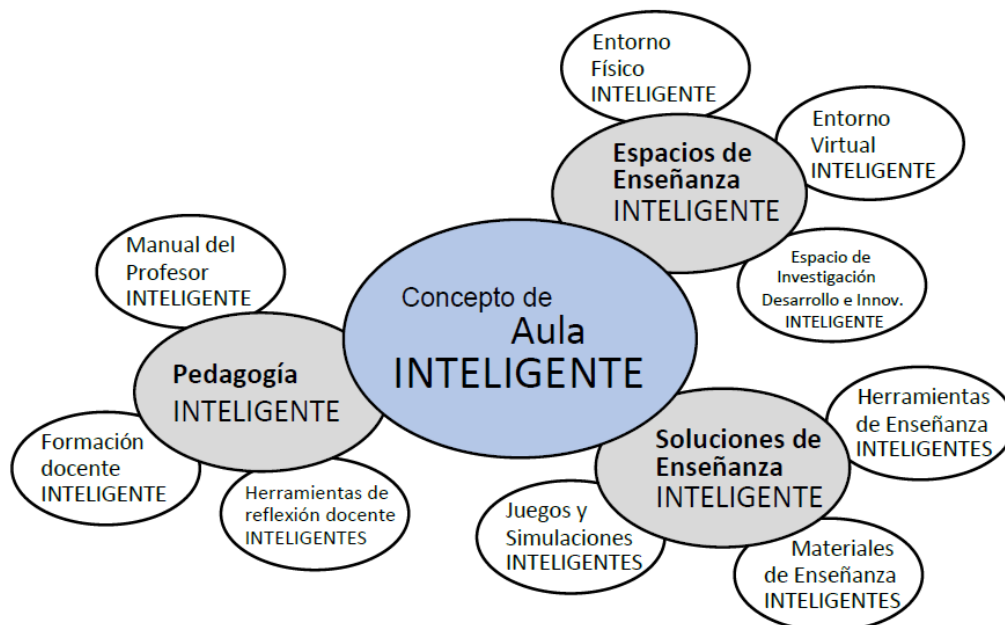 Entorno
Físico
INTELIGENTE
Entorno
Virtual
INTELIGENTE
Espacios de
Enseñanza
INTELIGENTE
Espacio de
Investigación
Desarrollo e Innov.
INTELIGENTE
Manual del
Profesor
INTELIGENTE
Concepto de
Aula
INTELIGENTE
Pedagogía
INTELIGENTE
Formación
docente
INTELIGENTE
Herramientas de
reflexión docente
INTELIGENTES
Soluciones de
Enseñanza
INTELIGENTE
Herramientas
de Enseñanza
INTELIGENTES
Juegos y
Simulaciones
INTELIGENTES
Materiales
de Enseñanza
INTELIGENTES